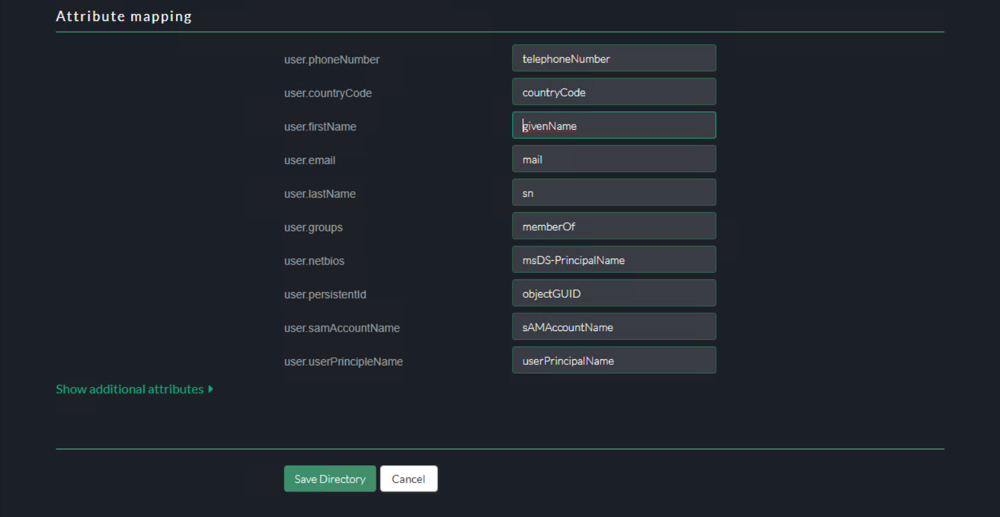 Attribute mapping
user.phoneNumber telephoneNumber
user.countryCode countryCode
user.firstName givenName
user.email mail
user.lastName sn
user.groups memberOf
user.netbios msDS-PrincipalName
user.persistentId objectGUID
user.samAccountName sAMAccountName
user.userPrincipleName userPrincipalName
Show additional attributes
Save Directory Cancel